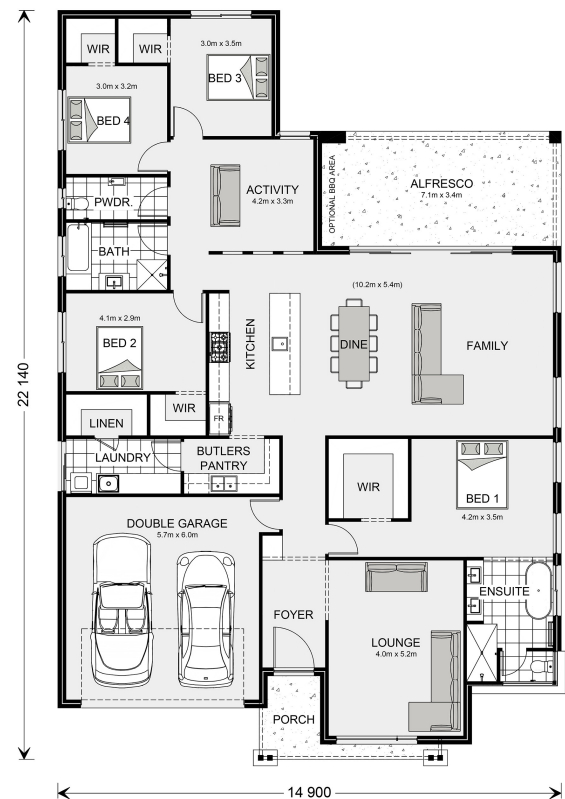 WIR
WIR
3.0m x 3.5m
BED 3
3.0m x 3.2m
BED 4
OPTIONAL BBQ AREA
ACTIVITY
4.2m x 3.3m
ALFRESCO
7.1m x 3.4m
PWDR.
BATH
(10.2m x 5.4m)
4.1m x 2.9m
BED 2
KITCHEN
DINE
FAMILY
22 140
WIR
FR
LINEN
LAUNDRY
BUTLERS
PANTRY
WIR
BED 1
4.2m x 3.5m
DOUBLE GARAGE
5.7m x 6.0m
ENSUITE
FOYER
LOUNGE
4.0m x 5.2m
PORCH
14 900